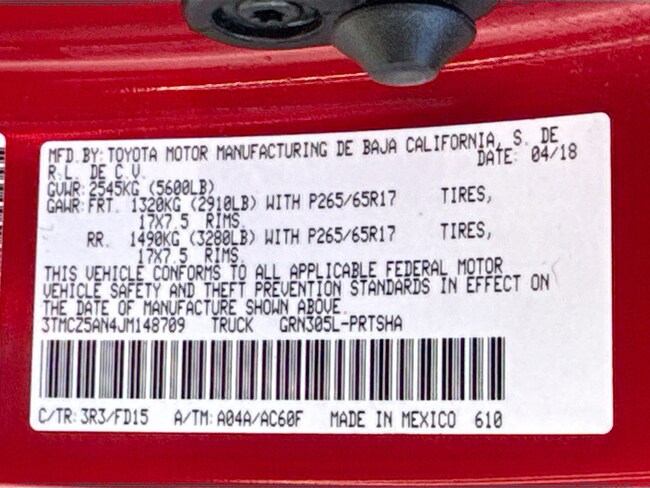 MFD.BY:TOYOTA MOTOR MANUFACTURING DE BAJA CALIFORNIA, S. DE
R.L. DE C.V. DATE: 04/18
GVWR:2545KG (5600LB)
GAWR:FRT. 1320KG (2910LB) WITH P265/65R17 TIRES,
17X7.5 RIMS.
RR. 1490KG (3280LB) WITH P265/65R17 TIRES,
17X7.5 RIMS.
THIS VEHICLE CONFORMS TO ALL APPLICABLE FEDERAL MOTOR
VEHICLE SAFETY AND THEFT PREVENTION STANDARDS IN EFFECT ON
THE DATE OF MANUFACTURE SHOWN ABOVE.
3TMCZ5AN4JM148709 TRUCK GRN305L-PRTSHA
C/TR:3R3/FD15 A/TM:A04A/AC60F MADE IN MEXICO 610